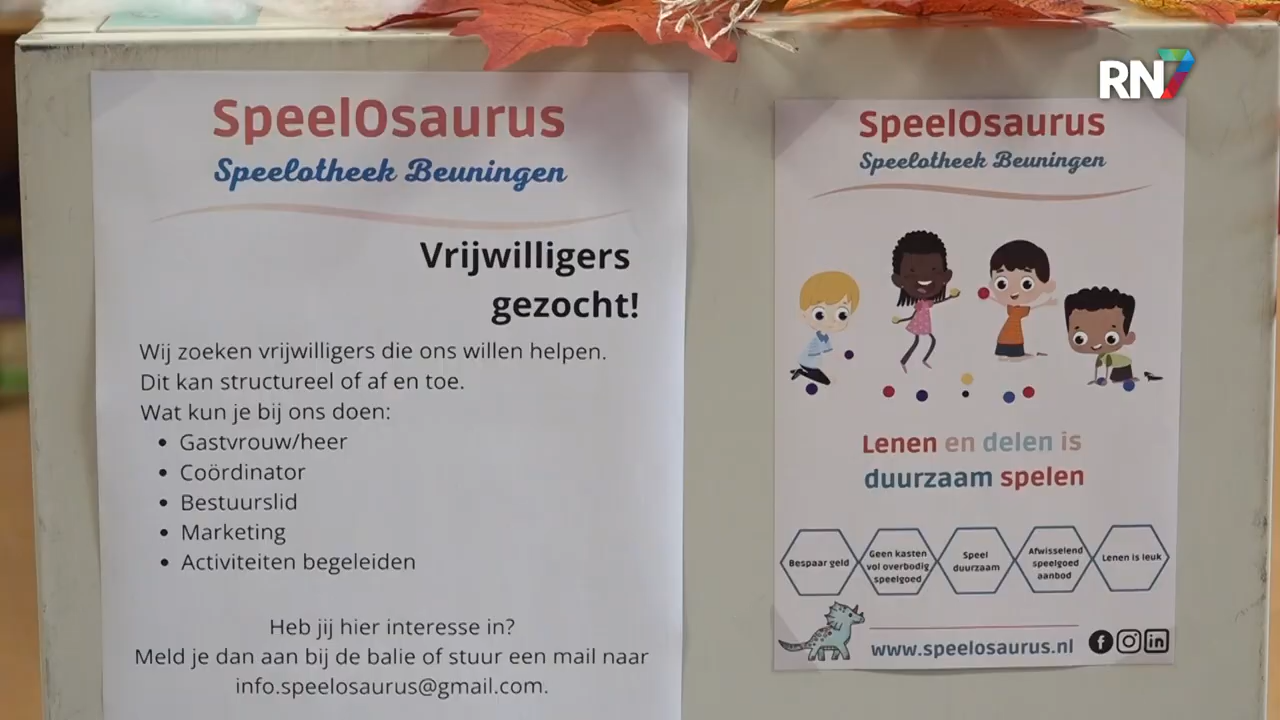 RN7
SpeelOsaurus
Speelotheek Beuningen
Vrijwilligers
gezocht!
Wij zoeken vrijwilligers die ons willen helpen.
Dit kan structureel of af en toe.
Wat kun je bij ons doen:
• Gastvrouw/heer
• Coördinator
• Bestuurslid
• Marketing
• Activiteiten begeleiden
Heb jij hier interesse in?
Meld je dan aan bij de balie of stuur een mail naar
info.speelosaurus@gmail.com.
SpeelOsaurus
Speelotheek Beuningen
Lenen en delen is
duurzaam spelen
Bespaar geld
Geen kasten
vol overbodig
speelgoed
Speel
duurzaam
Afwisselend
speelgoed
aanbod
Lenen is leuk
www.speelosaurus.nl